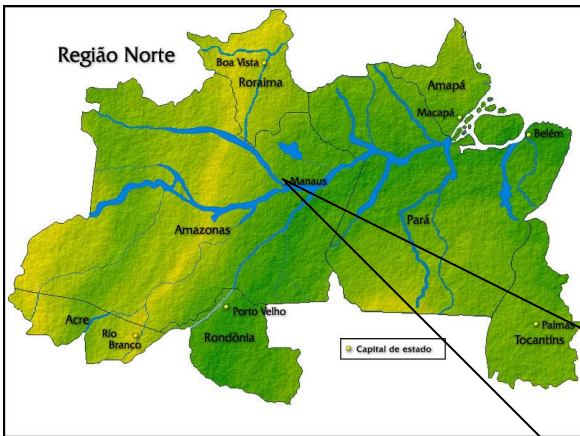 Região Norte
Boa Vista
Roraima
Amapá
Macapá
Belém
Manaus
Amazonas
Pará
Acre
Rio
Branco
Porto Velho
Rondônia
Palmas
Tocantins
Capital de estado